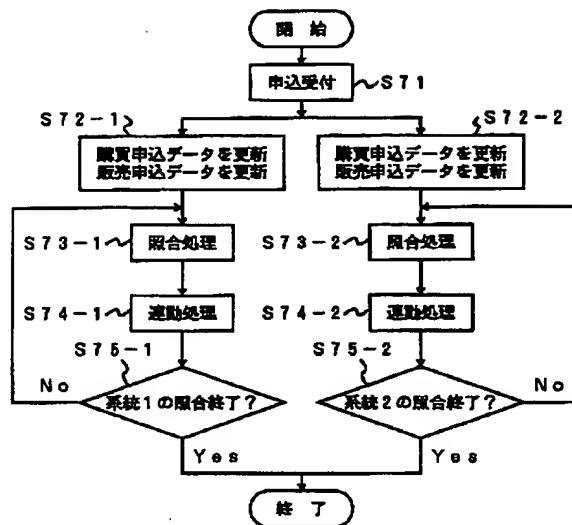 開 始
申込受付
S71
S72-1
S72-2
購買申込データを更新
販売申込データを更新
購買申込データを更新
販売申込データを更新
S73-1
照合処理
S73-2
照合処理
S74-1
連動処理
S74-2
連動処理
S75-1
S75-2
No
系統1の照合終了?
系統2の照合終了?
No
Yes
Yes
終 了